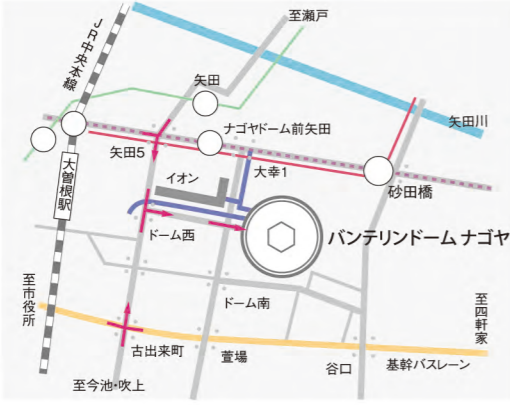 至瀬戸
JR中央本線
矢田
矢田川
ナゴヤドーム前矢田
矢田5
大幸1
イオン
砂田橋
大曽根駅
ドーム西
バンテリンドーム ナゴヤ
至市役所
ドーム南
至四軒家
古出来町
萱場
谷口
基幹バスレーン
至今池・吹上